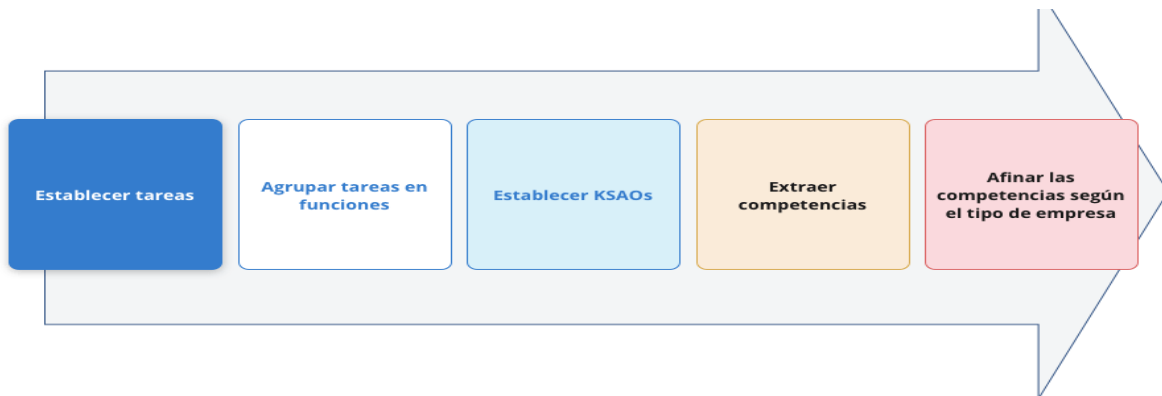 Establecer tareas
Agrupar tareas en
funciones
Establecer KSAOs
Extraer
competencias
Afinar las
competencias según
el tipo de empresa